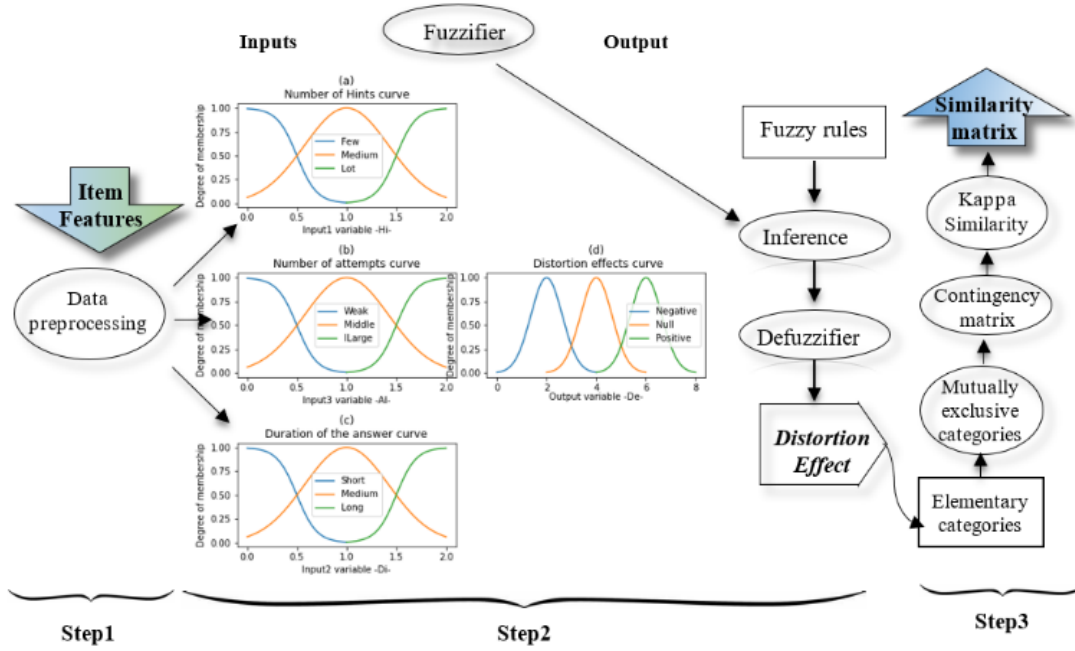 Inputs
Fuzzifier
Output
(a)
Number of Hints curve
Degree of membership
1.00
0.75
0.50
0.25
0.00
Few
Medium
Lot
0.0 0.5 1.0 1.5 2.0
Input1 variable -Hi-
(b)
Number of attempts curve
Degree of membership
1.00
0.75
0.50
0.25
0.00
Weak
Middle
lLarge
0.0 0.5 1.0 1.5 2.0
Input3 variable -AI-
(c)
Duration of the answer curve
Degree of membership
1.00
0.75
0.50
0.25
0.00
Short
Medium
Long
0.0 0.5 1.0 1.5 2.0
Input2 variable -Di-
(d)
Distortion effects curve
Degree of membership
1.00
0.75
0.50
0.25
0.00
Negative
Null
Positive
0 2 4 6 8
Output variable -De-
Item
Features
Data
preprocessing
Fuzzy rules
Inference
Defuzzifier
Distortion
Effect
Similarity
matrix
Kappa
Similarity
Contingency
matrix
Mutually
exclusive
categories
Elementary
categories
Step1
Step2
Step3